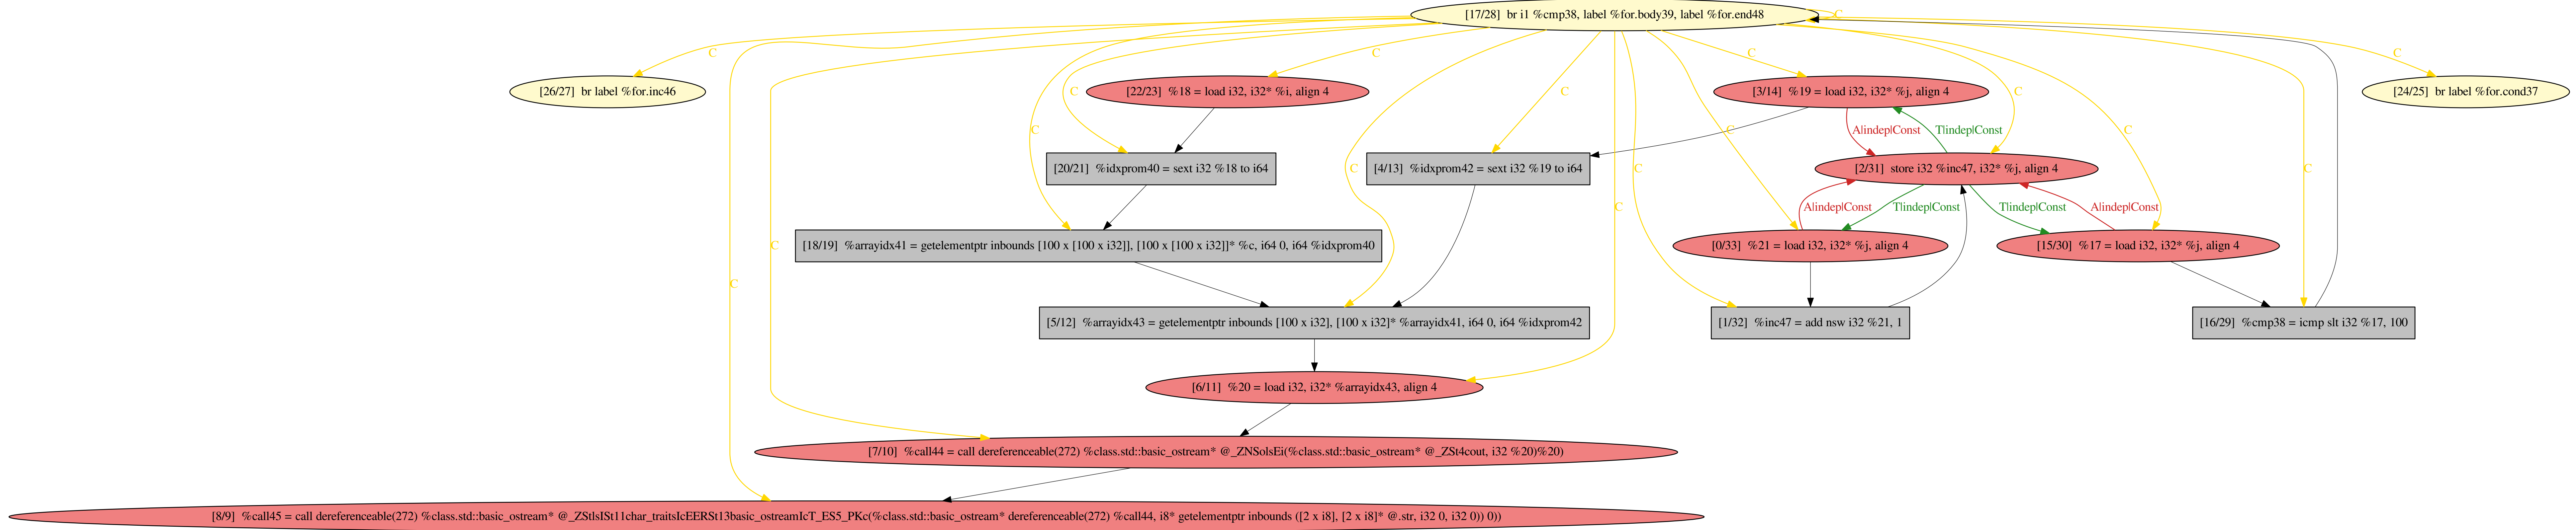 [17/28]  br i1 %cmp38, label %for.body39, label %for.end48
C
C
C
C
C
[26/27]  br label %for.inc46
[22/23]  %18 = load i32, i32* %i, align 4
C
C
[3/14]  %19 = load i32, i32* %j, align 4
C
[24/25]  br label %for.cond37
C
A|indep|Const
T|indep|Const
C
C
[20/21]  %idxprom40 = sext i32 %18 to i64
C
[4/13]  %idxprom42 = sext i32 %19 to i64
C
[2/31]  store i32 %inc47, i32* %j, align 4
C
C
A|indep|Const
T|indep|Const
T|indep|Const
A|indep|Const
C
[18/19]  %arrayidx41 = getelementptr inbounds [100 x [100 x i32]], [100 x [100 x i32]]* %c, i64 0, i64 %idxprom40
[0/33]  %21 = load i32, i32* %j, align 4
[15/30]  %17 = load i32, i32* %j, align 4
C
[5/12]  %arrayidx43 = getelementptr inbounds [100 x i32], [100 x i32]* %arrayidx41, i64 0, i64 %idxprom42
[1/32]  %inc47 = add nsw i32 %21, 1
[16/29]  %cmp38 = icmp slt i32 %17, 100
[6/11]  %20 = load i32, i32* %arrayidx43, align 4
[7/10]  %call44 = call dereferenceable(272) %class.std::basic_ostream* @_ZNSolsEi(%class.std::basic_ostream* @_ZSt4cout, i32 %20)%20)
[8/9]  %call45 = call dereferenceable(272) %class.std::basic_ostream* @_ZStlsISt11char_traitsIcEERSt13basic_ostreamIcT_ES5_PKc(%class.std::basic_ostream* dereferenceable(272) %call44, i8* getelementptr inbounds ([2 x i8], [2 x i8]* @.str, i32 0, i32 0)) 0))